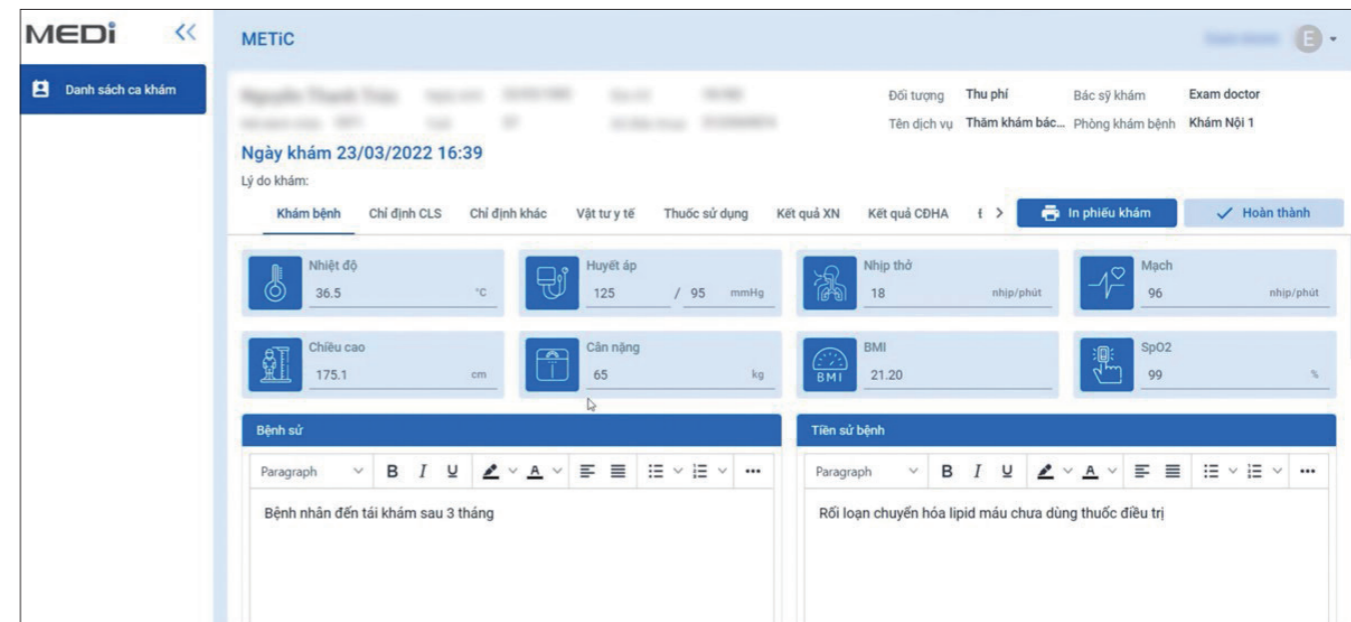 MEDi
METiC
E
Danh sách ca khám
Đối tượng Thu phí Bác sỹ khám Exam doctor
Tên dịch vụ Thăm khám bác... Phòng khám bệnh Khám Nội 1
Ngày khám 23/03/2022 16:39
Lý do khám:
Khám bệnh Chỉ định CLS Chỉ định khác Vật tư y tế Thuốc sử dụng Kết quả XN Kết quả CĐHA In phiếu khám Hoàn thành
Nhiệt độ Huyết áp Nhịp thở Mạch
36.5 °C 125 / 95 mmHg 18 nhịp/phút 96 nhịp/phút
Chiều cao Cân nặng BMI SpO2
175.1 cm 65 kg BMI 21.20 99 %
Bệnh sử Tiền sử bệnh
Paragraph B I U A Paragraph B I U A
Bệnh nhân đến tái khám sau 3 tháng Rối loạn chuyển hóa lipid máu chưa dùng thuốc điều trị